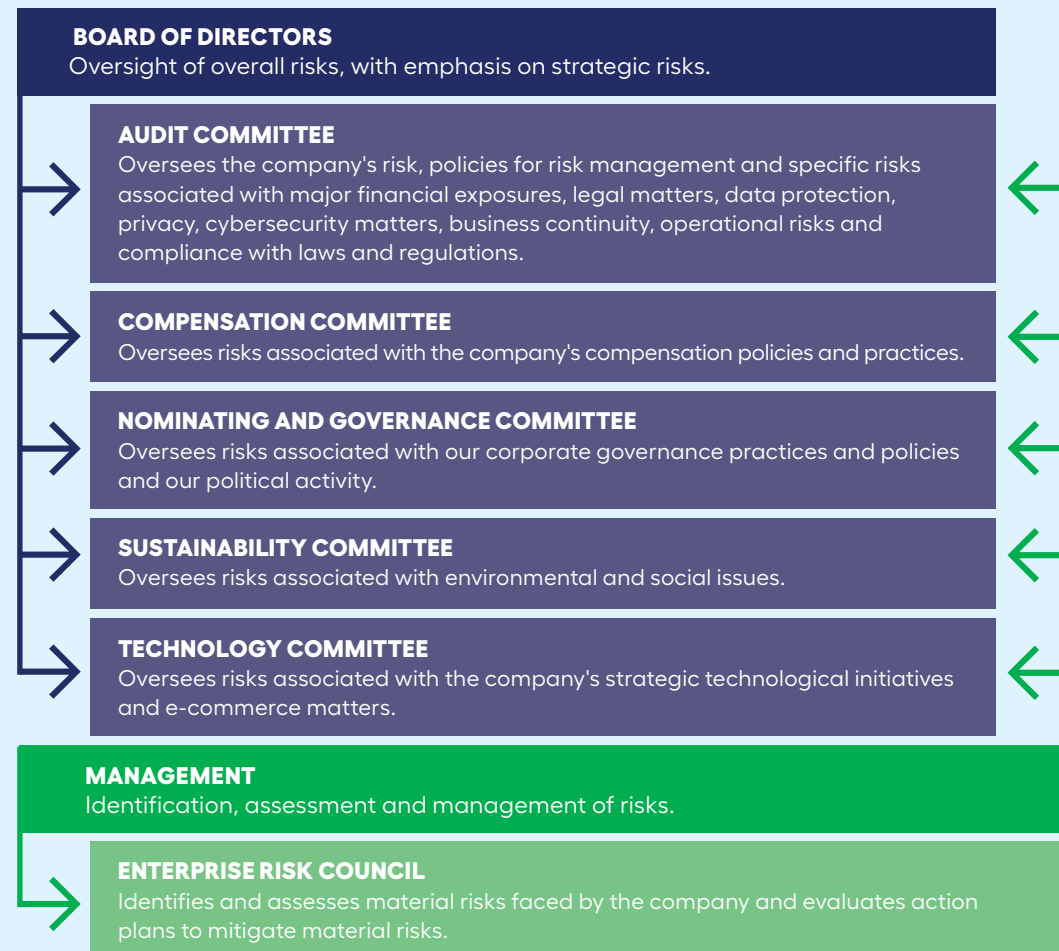 BOARD OF DIRECTORS
Oversight of overall risks, with emphasis on strategic risks.
AUDIT COMMITTEE
Oversees the company's risk, policies for risk management and specific risks
associated with major financial exposures, legal matters, data protection,
privacy, cybersecurity matters, business continuity, operational risks and
compliance with laws and regulations.
COMPENSATION COMMITTEE
Oversees risks associated with the company's compensation policies and practices.
NOMINATING AND GOVERNANCE COMMITTEE
Oversees risks associated with our corporate governance practices and policies
and our political activity.
SUSTAINABILITY COMMITTEE
Oversees risks associated with environmental and social issues.
TECHNOLOGY COMMITTEE
Oversees risks associated with the company's strategic technological initiatives
and e-commerce matters.
MANAGEMENT
Identification, assessment and management of risks.
ENTERPRISE RISK COUNCIL
Identifies and assesses material risks faced by the company and evaluates action
plans to mitigate material risks.